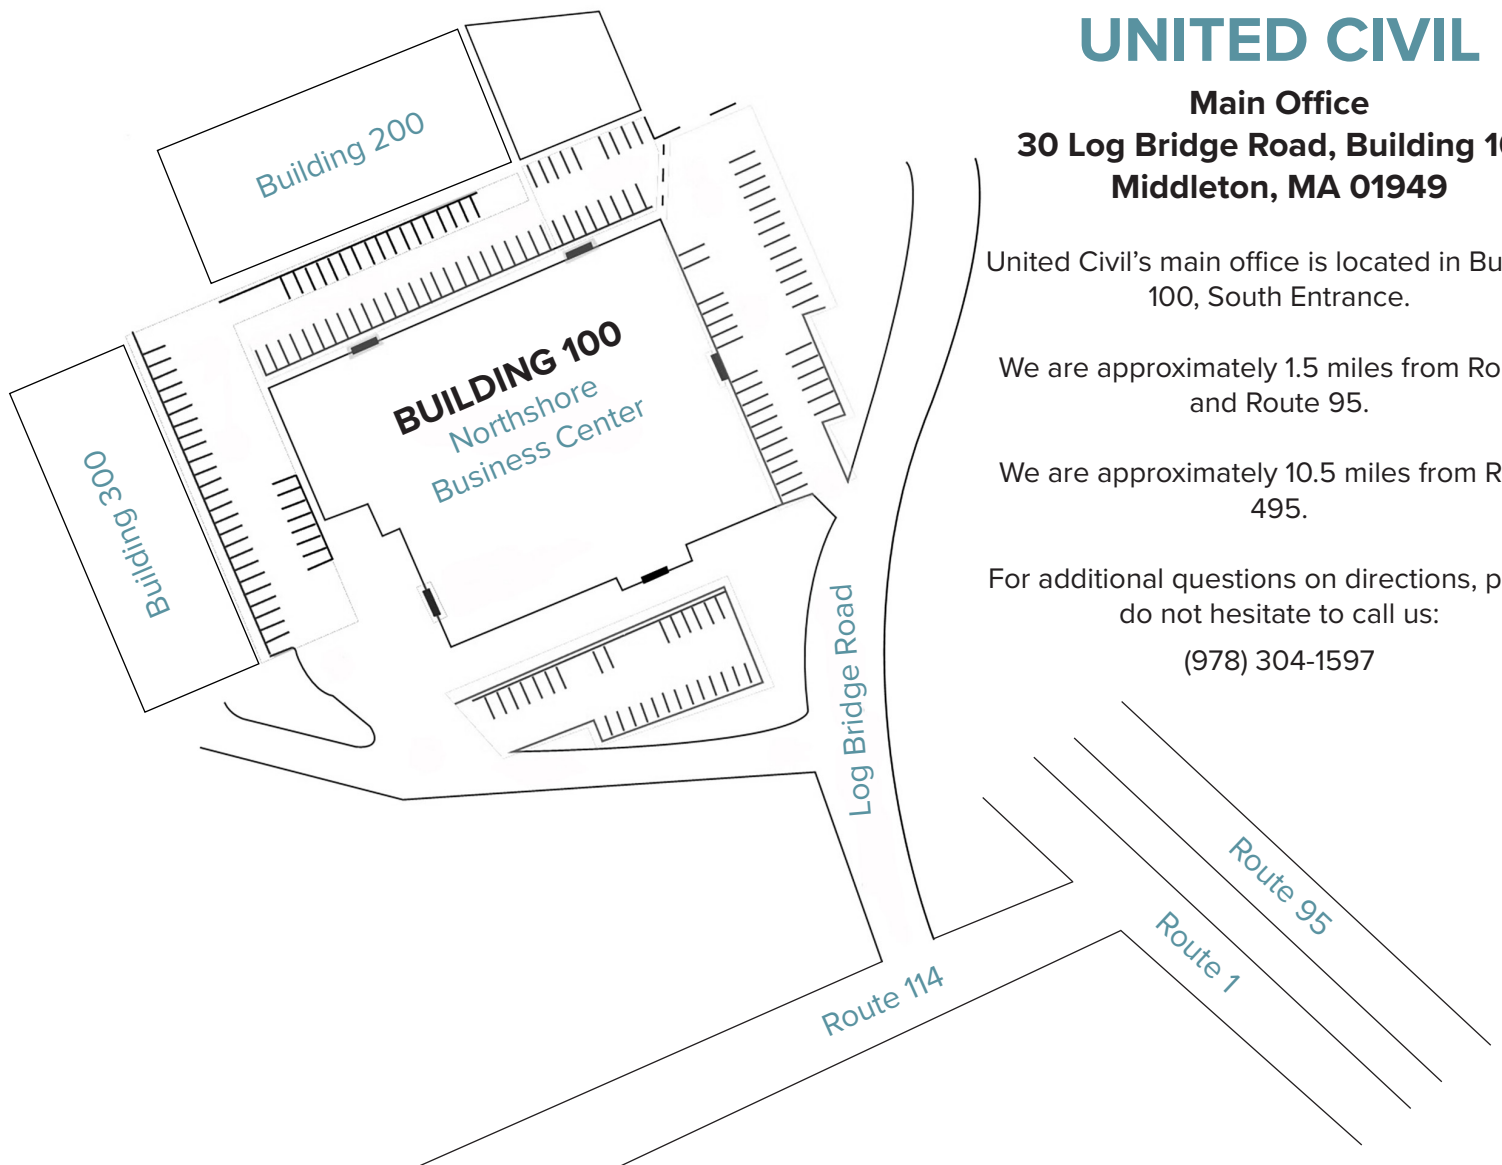 UNITED CIVIL
Main Office
30 Log Bridge Road, Building
Middleton, MA 01949
United Civil’s main office is located in
100, South Entrance.
We are approximately 1.5 miles from
and Route 95.
We are approximately 10.5 miles from
495.
For additional questions on directions,
do not hesitate to call us:
(978) 304-1597
Building 200
BUILDING 100
Northshore
Business Center
Building 300
Log Bridge Road
Route 95
Route 1
Route 114